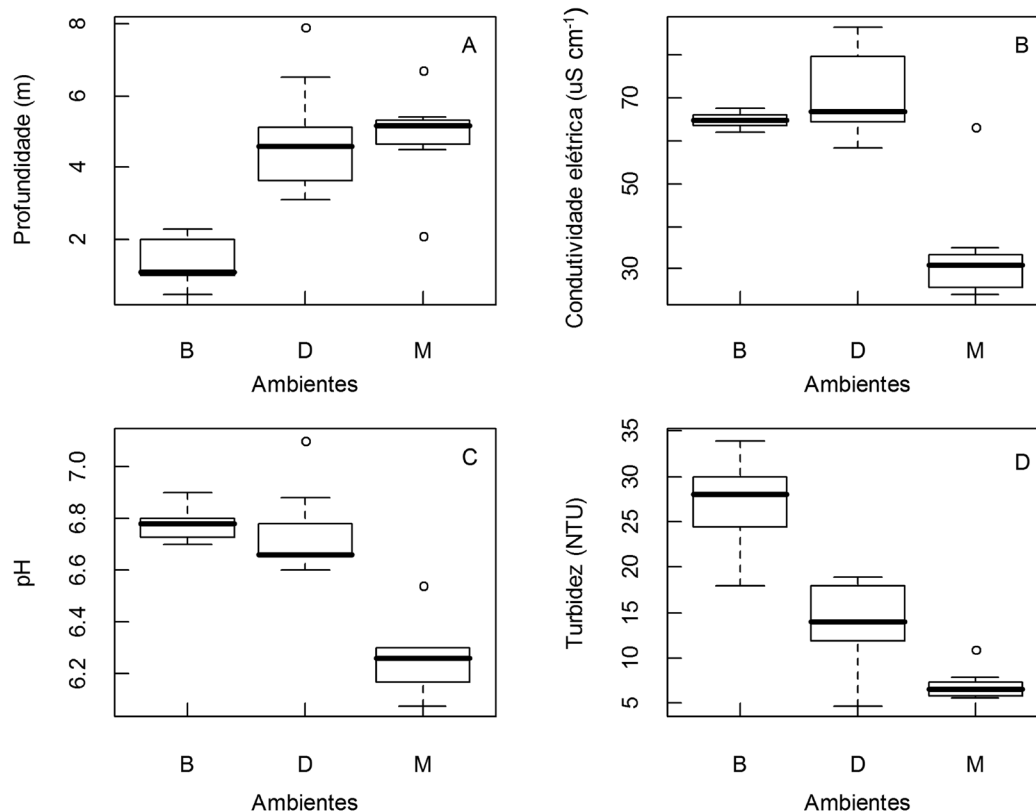 A
Profundidade (m)
8
6
4
2
B D M
Ambientes
B
Condutividade elétrica (uS cm-1)
70
50
30
B D M
Ambientes
C
pH
7.0
6.8
6.6
6.4
6.2
B D M
Ambientes
D
Turbidez (NTU)
35
30
25
20
15
10
5
B D M
Ambientes